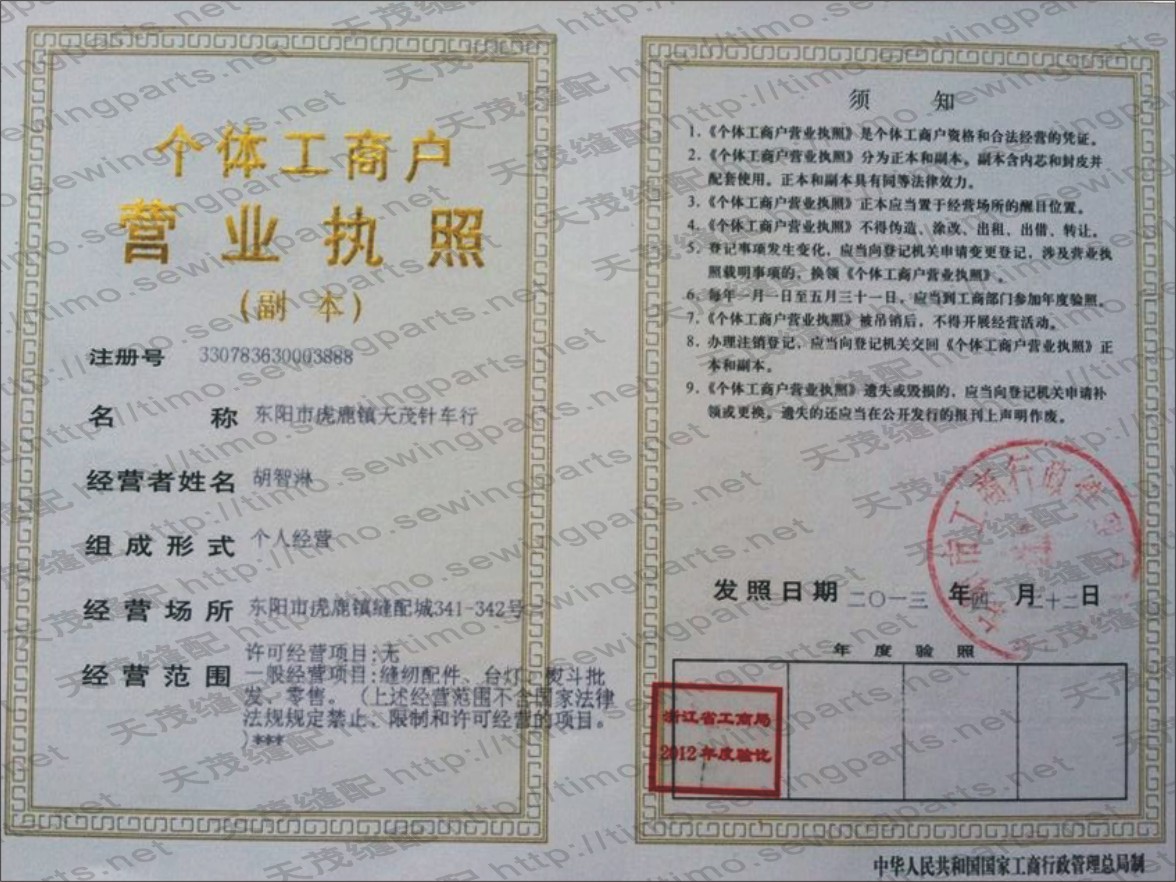 个体工商户
营业执照
(副本)
注册号 330783630003888
名称 东阳市虎鹿镇天茂针车行
经营者姓名 胡智淋
组成形式 个人经营
经营场所 东阳市虎鹿镇缝配城341-342号
经营范围 许可经营项目:无
一般经营项目:缝纫配件、台灯、熨斗批
发、零售。(上述经营范围不含国家法律
法规规定禁止、限制和许可经营的项目。
)***
须知
1.《个体工商户营业执照》是个体工商户资格和合法经营的凭证。
2.《个体工商户营业执照》分为正本和副本。副本含内芯和封皮并
配套使用。正本和副本具有同等法律效力。
3.《个体工商户营业执照》正本应当置于经营场所的醒目位置。
4.《个体工商户营业执照》不得伪造、涂改、出租、出借、转让。
5.登记事项发生变化，应当向登记机关申请变更登记，涉及营业执
照载明事项的，换领《个体工商户营业执照》。
6.每年一月一日至五月三十一日，应当到工商部门参加年度验照。
7.《个体工商户营业执照》被吊销后，不得开展经营活动。
8.办理注销登记，应当向登记机关交回《个体工商户营业执照》正
本和副本。
9.《个体工商户营业执照》遗失或毁损的，应当向登记机关申请补
领或更换。遗失的还应当在公开发行的报刊上声明作废。
发照日期 二〇一三 年 四 月 二十二 日
年度验照
浙江省工商局
2012年度验讫
中华人民共和国国家工商行政管理总局制
天茂缝配 http://timo.sewingparts.net